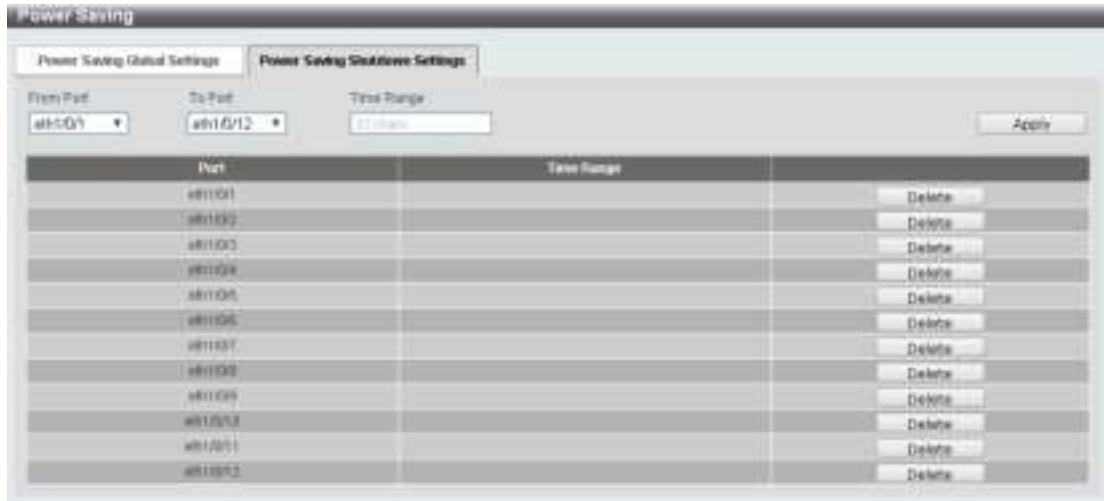 Power Saving
Power Saving Global Settings Power Saving Shutdown Settings
From Port To Port Time Range
eth1/0/1 eth1/0/12 32 chars Apply
Port Time Range
eth1/0/1 Delete
eth1/0/2 Delete
eth1/0/3 Delete
eth1/0/4 Delete
eth1/0/5 Delete
eth1/0/6 Delete
eth1/0/7 Delete
eth1/0/8 Delete
eth1/0/9 Delete
eth1/0/10 Delete
eth1/0/11 Delete
eth1/0/12 Delete